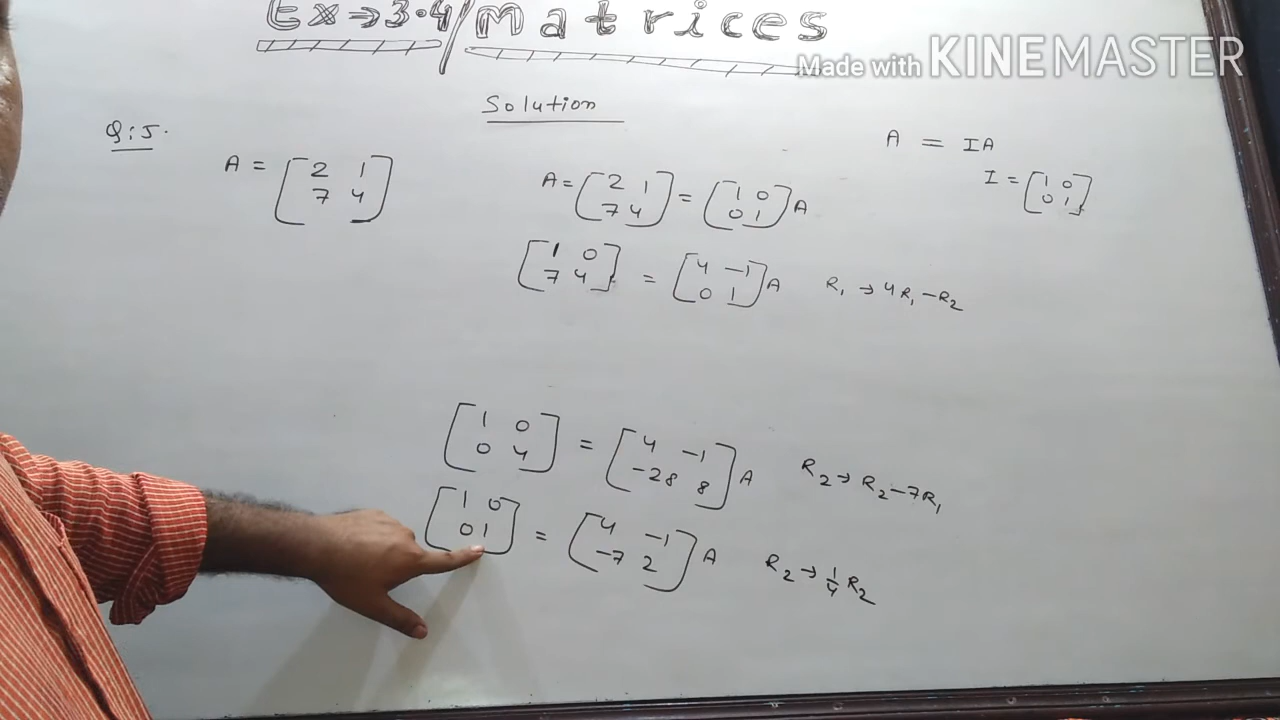 Ex → 3.4 / Matrices
Made with KINEMASTER
Solution
Q:5.
A = [2 1
7 4]
A = [2 1
7 4] = [1 0
0 1] A
A = IA
I = [1 0
0 1]
[1 0
7 4] = [4 -1
0 1] A R₁ → 4R₁ - R₂
[1 0
0 4] = [4 -1
-28 8] A R₂ → R₂ - 7R₁
[1 0
0 1] = [4 -1
-7 2] A R₂ → 1/4 R₂